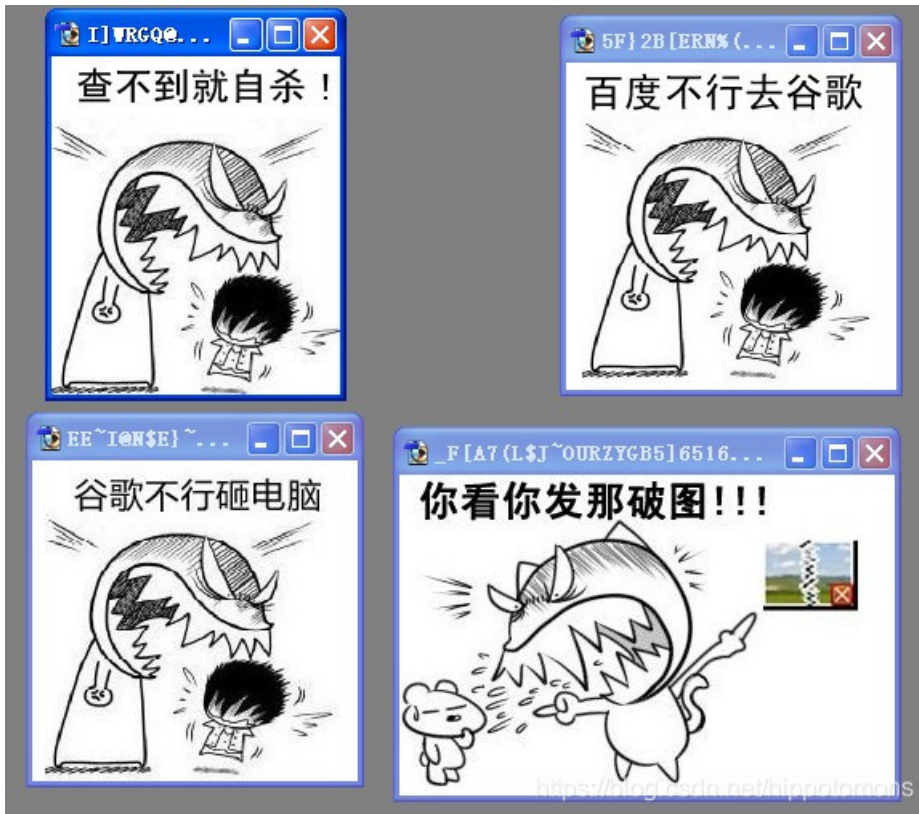 I]WRGQ@...
5F}2B[ERN%(...
查不到就自杀！
百度不行去谷歌
EE~I@N$E}~...
_F[A7(L$J~OURZYGB5]6516...
谷歌不行砸电脑
你看你发那破图!!!
https://blog.csdn.net/hippotomons